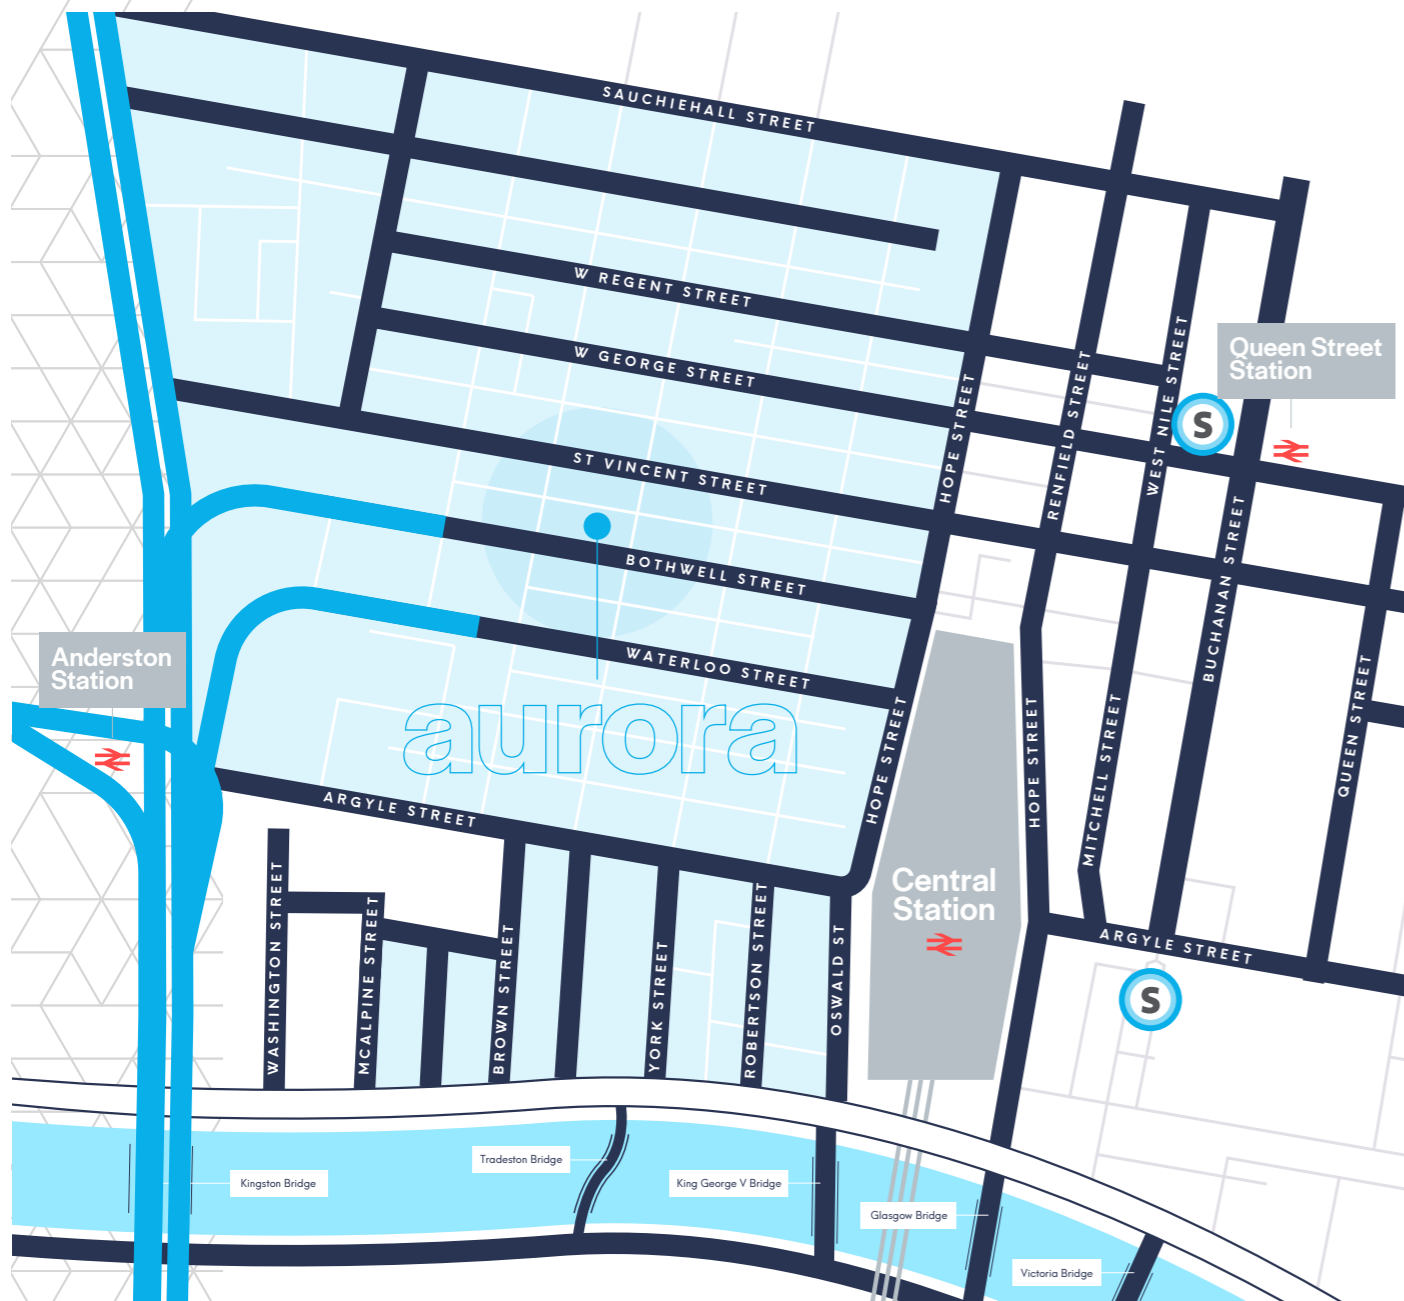 SAUCHIEHALL STREET
W REGENT STREET
W GEORGE STREET
ST VINCENT STREET
BOTHWELL STREET
WATERLOO STREET
HOPE STREET
RENFIELD STREET
WEST NILE STREET
Queen Street
Station
S
BUCHANAN STREET
QUEEN STREET
Anderston
Station
aurora
HOPE STREET
HOPE STREET
MITCHELL STREET
ARGYLE STREET
Central
Station
ARGYLE STREET
S
WASHINGTON STREET
MCALPINE STREET
BROWN STREET
YORK STREET
ROBERTSON STREET
OSWALD ST
Tradeston Bridge
Kingston Bridge
King George V Bridge
Glasgow Bridge
Victoria Bridge